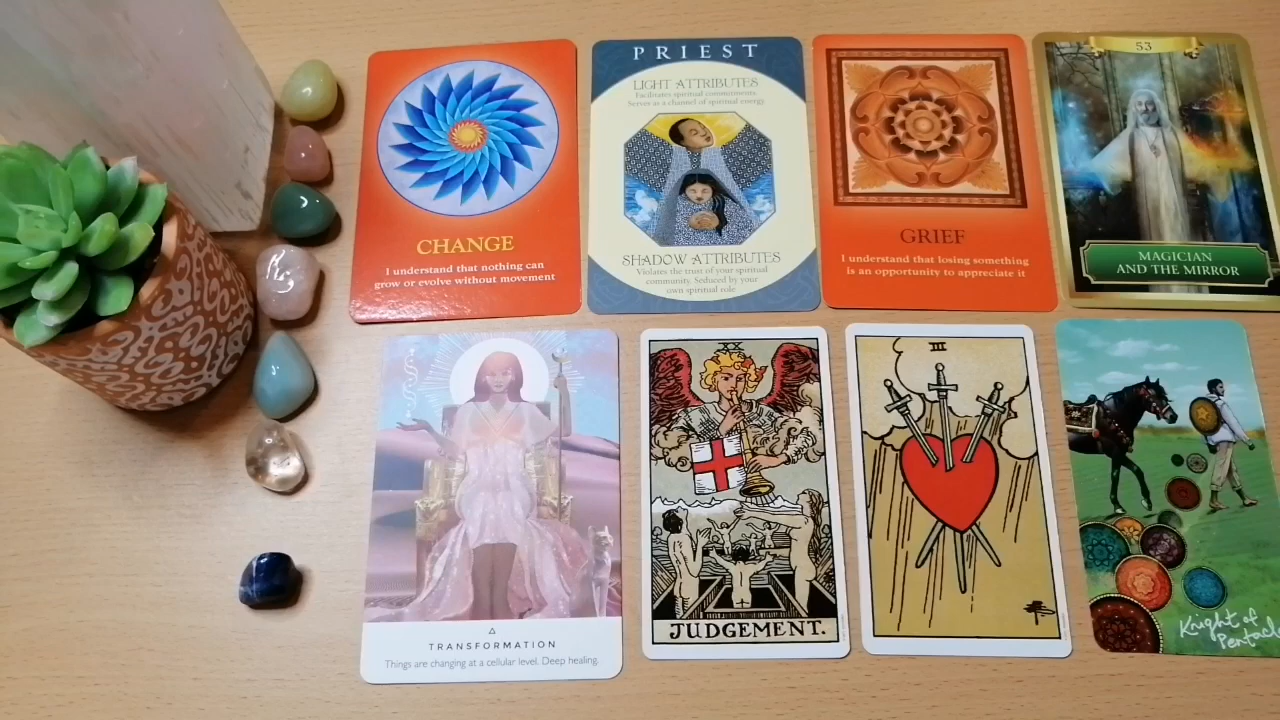 CHANGE
I understand that nothing can
grow or evolve without movement
PRIEST
LIGHT ATTRIBUTES
Facilitates spiritual commitments.
Serves as a channel of spiritual energy
SHADOW ATTRIBUTES
Violates the trust of your spiritual
community. Seduced by your
own spiritual role
GRIEF
I understand that losing something
is an opportunity to appreciate it
53
MAGICIAN
AND THE MIRROR
TRANSFORMATION
Things are changing at a cellular level. Deep healing.
XX
JUDGEMENT.
III
Knight of
Pentacle